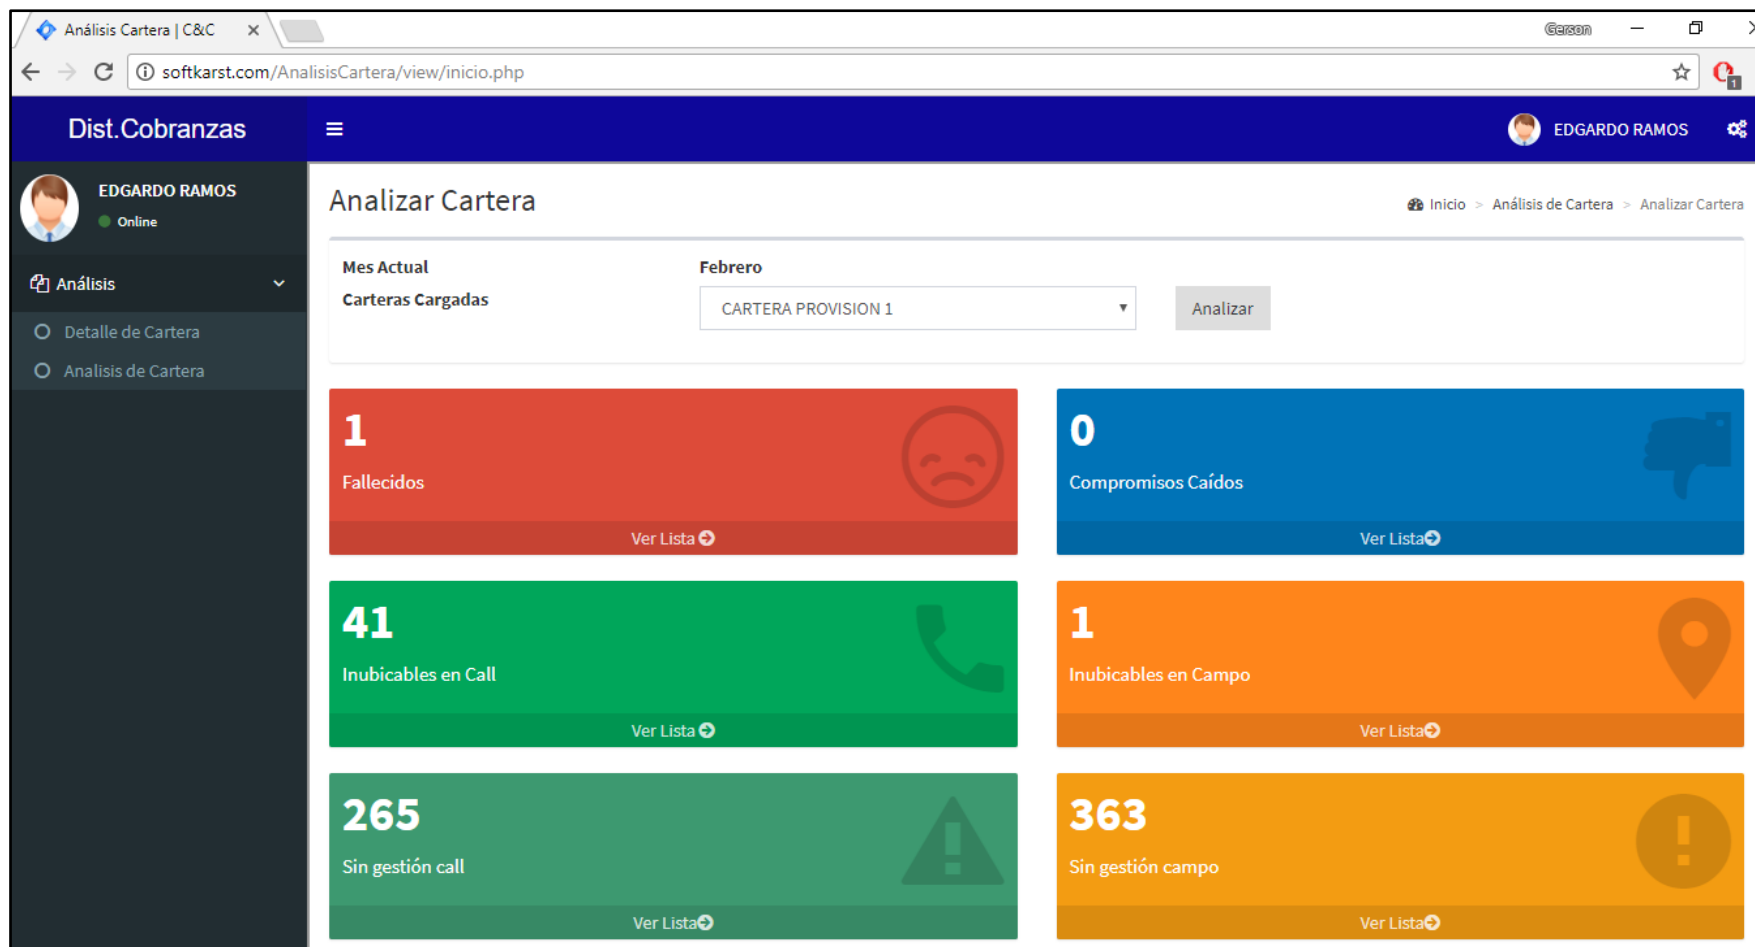 Análisis Cartera | C&C
Gerson
softkarst.com/AnalisisCartera/view/inicio.php
1
Dist.Cobranzas
EDGARDO RAMOS
EDGARDO RAMOS
Online
Análisis
Detalle de Cartera
Analisis de Cartera
Analizar Cartera
Inicio > Análisis de Cartera > Analizar Cartera
Mes Actual Febrero
Carteras Cargadas CARTERA PROVISION 1 Analizar
1
Fallecidos
Ver Lista
0
Compromisos Caídos
Ver Lista
41
Inubicables en Call
Ver Lista
1
Inubicables en Campo
Ver Lista
265
Sin gestión call
Ver Lista
363
Sin gestión campo
Ver Lista